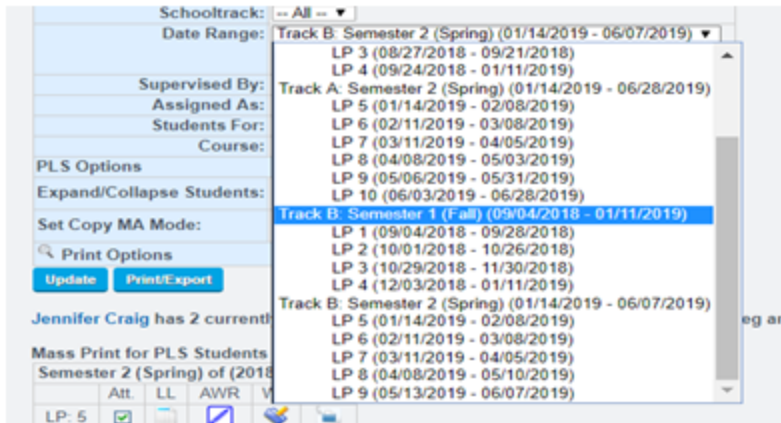 Schooltrack: -- All -- ▼
Date Range: Track B: Semester 2 (Spring) (01/14/2019 - 06/07/2019) ▼
LP 3 (08/27/2018 - 09/21/2018)
LP 4 (09/24/2018 - 01/11/2019)
Supervised By:
Track A: Semester 2 (Spring) (01/14/2019 - 06/28/2019)
Assigned As:
LP 5 (01/14/2019 - 02/08/2019)
Students For:
LP 6 (02/11/2019 - 03/08/2019)
Course:
LP 7 (03/11/2019 - 04/05/2019)
PLS Options
LP 8 (04/08/2019 - 05/03/2019)
Expand/Collapse Students:
LP 9 (05/06/2019 - 05/31/2019)
LP 10 (06/03/2019 - 06/28/2019)
Set Copy MA Mode:
Track B: Semester 1 (Fall) (09/04/2018 - 01/11/2019)
LP 1 (09/04/2018 - 09/28/2018)
Print Options
LP 2 (10/01/2018 - 10/26/2018)
Update Print/Export
LP 3 (10/29/2018 - 11/30/2018)
LP 4 (12/03/2018 - 01/11/2019)
Track B: Semester 2 (Spring) (01/14/2019 - 06/07/2019)
Jennifer Craig has 2 currentl
LP 5 (01/14/2019 - 02/08/2019)
eg ar
LP 6 (02/11/2019 - 03/08/2019)
Mass Print for PLS Students
LP 7 (03/11/2019 - 04/05/2019)
Semester 2 (Spring) of (2018
LP 8 (04/08/2019 - 05/10/2019)
Att. LL AWR
LP 9 (05/13/2019 - 06/07/2019)
LP: 5